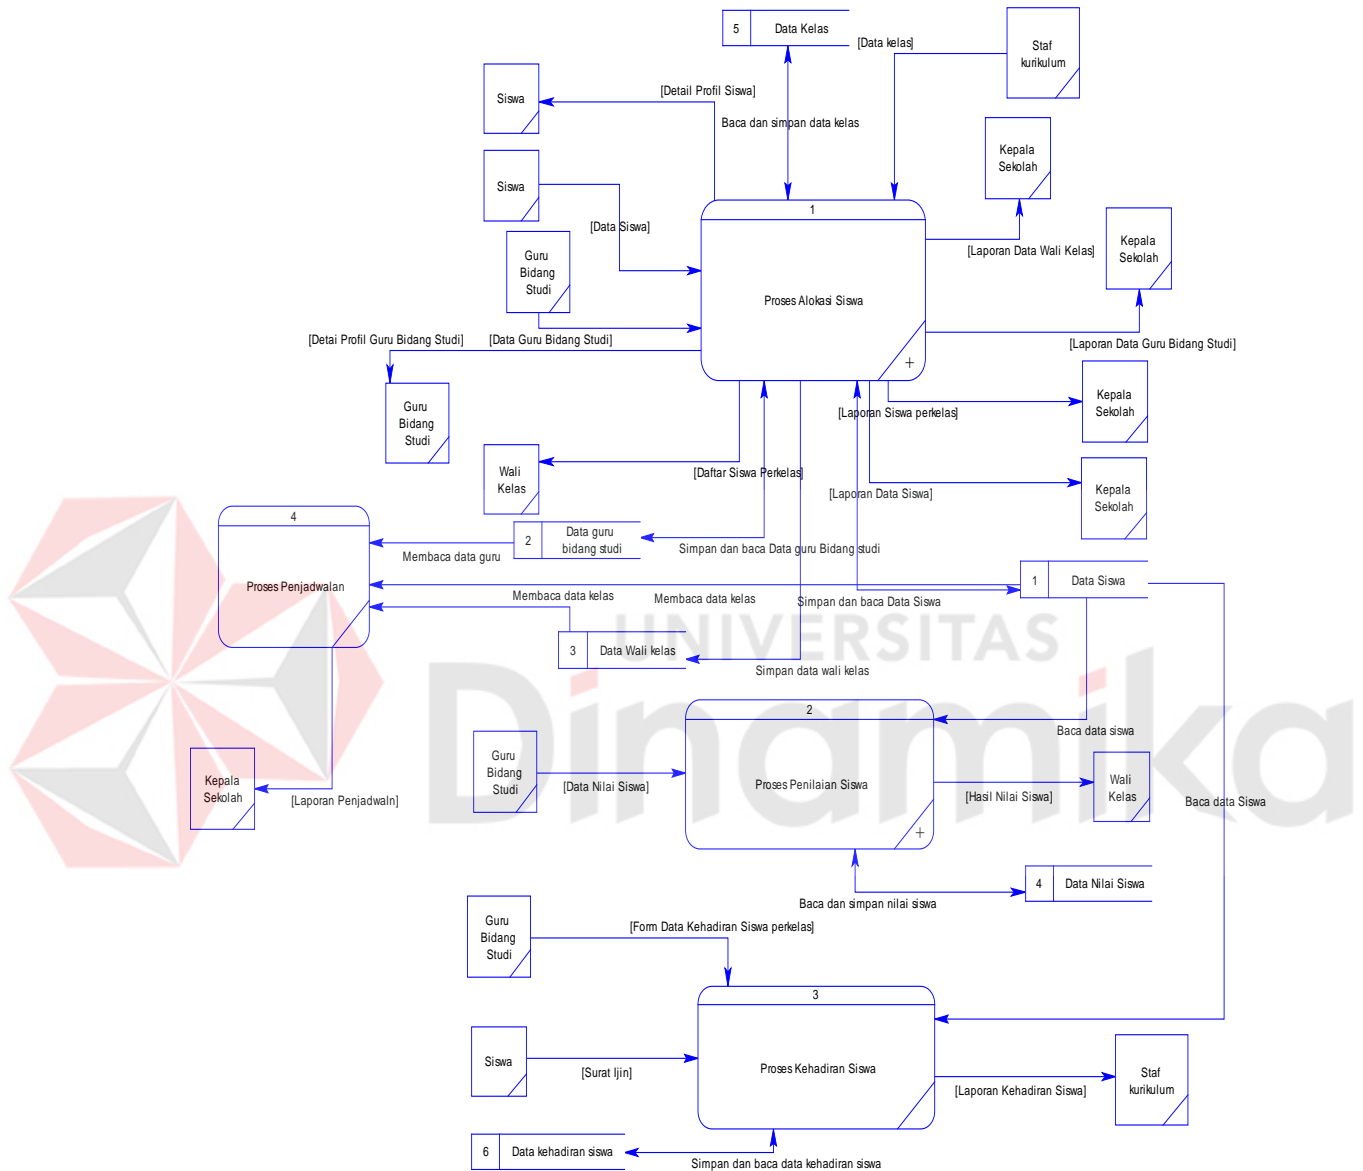 5
Data Kelas
[Data kelas]
Staf
kurikulum
Siswa
[Detail Profil Siswa]
Baca dan simpan data kelas
Kepala
Sekolah
Siswa
[Data Siswa]
1
Proses Alokasi Siswa
+
[Laporan Data Wali Kelas]
Kepala
Sekolah
Guru
Bidang
Studi
[Detai Profil Guru Bidang Studi]
[Data Guru Bidang Studi]
[Laporan Data Guru Bidang Studi]
Guru
Bidang
Studi
[Laporan Siswa perkelas]
Kepala
Sekolah
Wali
Kelas
[Daftar Siswa Perkelas]
[Laporan Data Siswa]
Kepala
Sekolah
4
Proses Penjadwalan
Membaca data guru
2
Data guru
bidang studi
Simpan dan baca Data guru Bidang studi
1
Data Siswa
Membaca data kelas
Membaca data kelas
Simpan dan baca Data Siswa
UNIVERSITAS
Dinamika
3
Data Wali kelas
Simpan data wali kelas
2
Proses Penilaian Siswa
+
Baca data siswa
Guru
Bidang
Studi
[Data Nilai Siswa]
[Hasil Nilai Siswa]
Wali
Kelas
Baca data Siswa
Kepala
Sekolah
[Laporan Penjadwaln]
4
Data Nilai Siswa
Baca dan simpan nilai siswa
Guru
Bidang
Studi
[Form Data Kehadiran Siswa perkelas]
3
Proses Kehadiran Siswa
Siswa
[Surat Ijin]
[Laporan Kehadiran Siswa]
Staf
kurikulum
6
Data kehadiran siswa
Simpan dan baca data kehadiran siswa